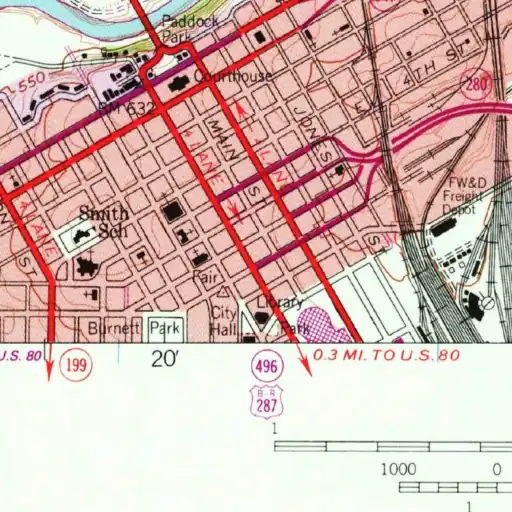 Paddock
Park
550
Courthouse
BM 632
4TH ST
280
E
MAIN ST
JONES
ST
4 LANE
4 LANE
4 LANE
ST
FW&D
Freight
Depot
Smith
Sch
Fair
City
Hall
Library
Park
Burnett Park
U.S. 80
199
20'
496
0.3 MI. TO U.S. 80
B-R
287
1
1000
0
1